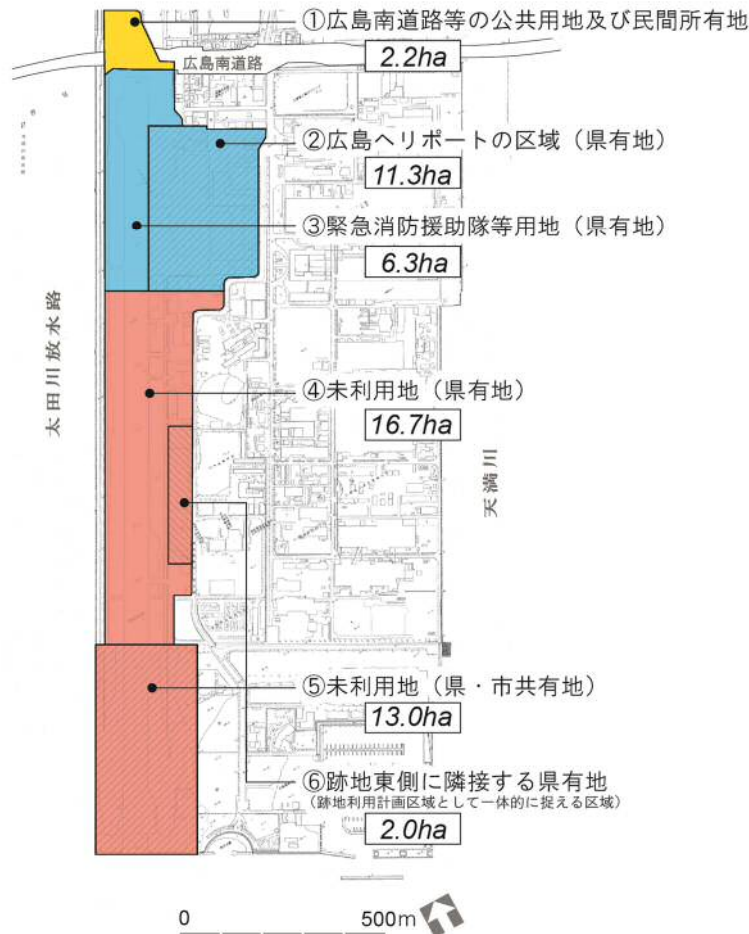 ①広島南道路等の公共用地及び民間所有地
2.2ha
広島南道路
②広島ヘリポートの区域（県有地）
11.3ha
③緊急消防援助隊等用地（県有地）
6.3ha
太田川放水路
④未利用地（県有地）
16.7ha
天満川
⑤未利用地（県・市共有地）
13.0ha
⑥跡地東側に隣接する県有地
（跡地利用計画区域として一体的に捉える区域）
2.0ha
0 500m